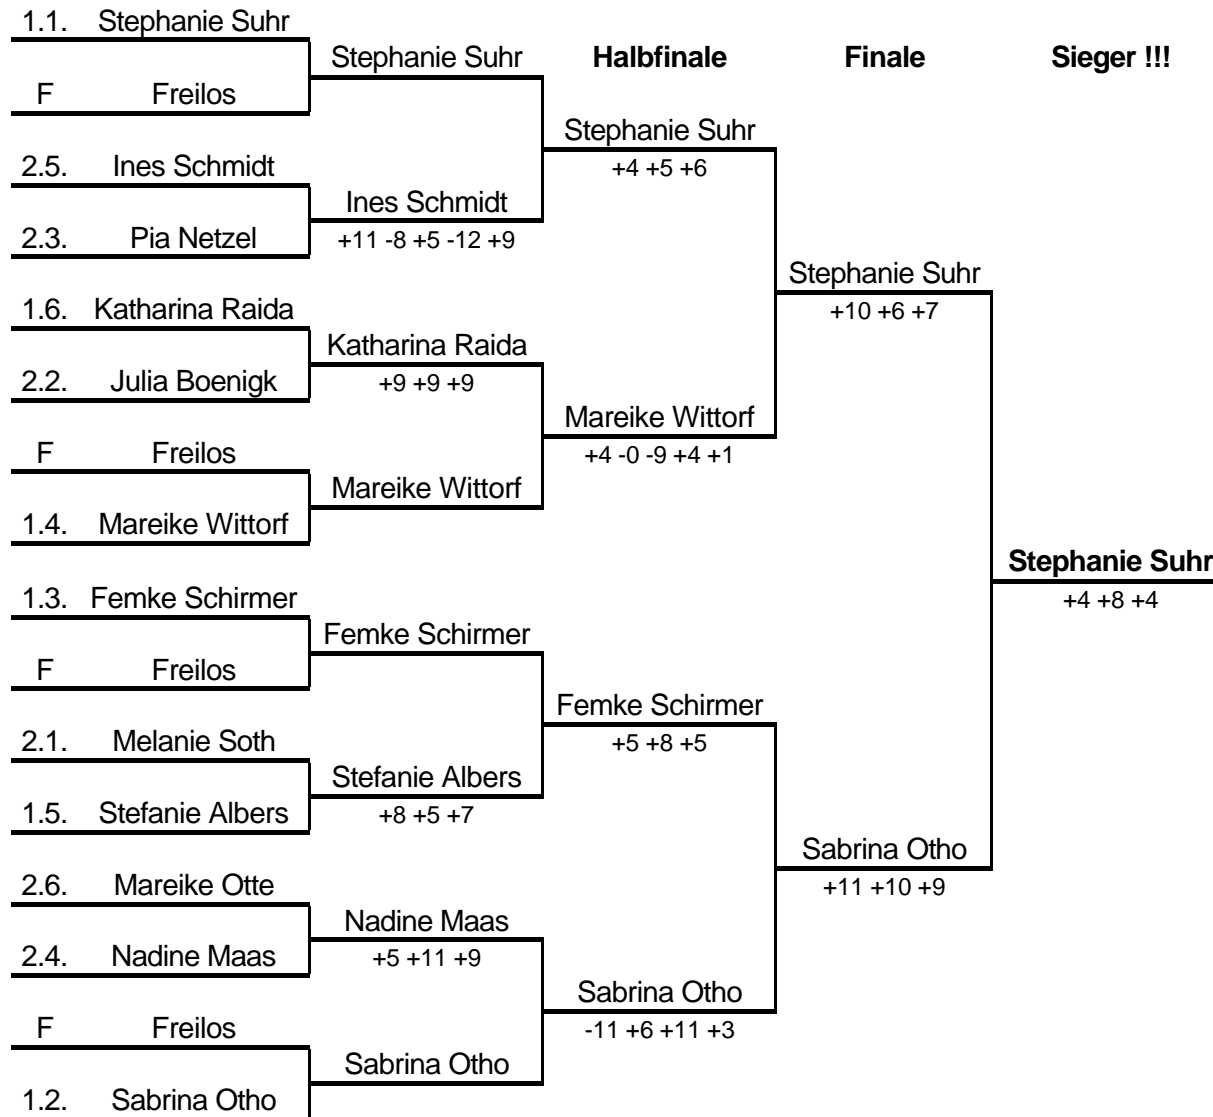 1.1. Stephanie Suhr
Stephanie Suhr Halbfinale Finale Sieger !!!
F Freilos
Stephanie Suhr
2.5. Ines Schmidt +4 +5 +6
Ines Schmidt
2.3. Pia Netzel +11 -8 +5 -12 +9
Stephanie Suhr
1.6. Katharina Raida +10 +6 +7
Katharina Raida
2.2. Julia Boenigk +9 +9 +9
Mareike Wittorf
F Freilos +4 -0 -9 +4 +1
Mareike Wittorf
1.4. Mareike Wittorf
Stephanie Suhr
1.3. Femke Schirmer +4 +8 +4
Femke Schirmer
F Freilos
Femke Schirmer
2.1. Melanie Soth +5 +8 +5
Stefanie Albers
1.5. Stefanie Albers +8 +5 +7
Sabrina Otho
2.6. Mareike Otte +11 +10 +9
Nadine Maas
2.4. Nadine Maas +5 +11 +9
Sabrina Otho
F Freilos -11 +6 +11 +3
Sabrina Otho
1.2. Sabrina Otho